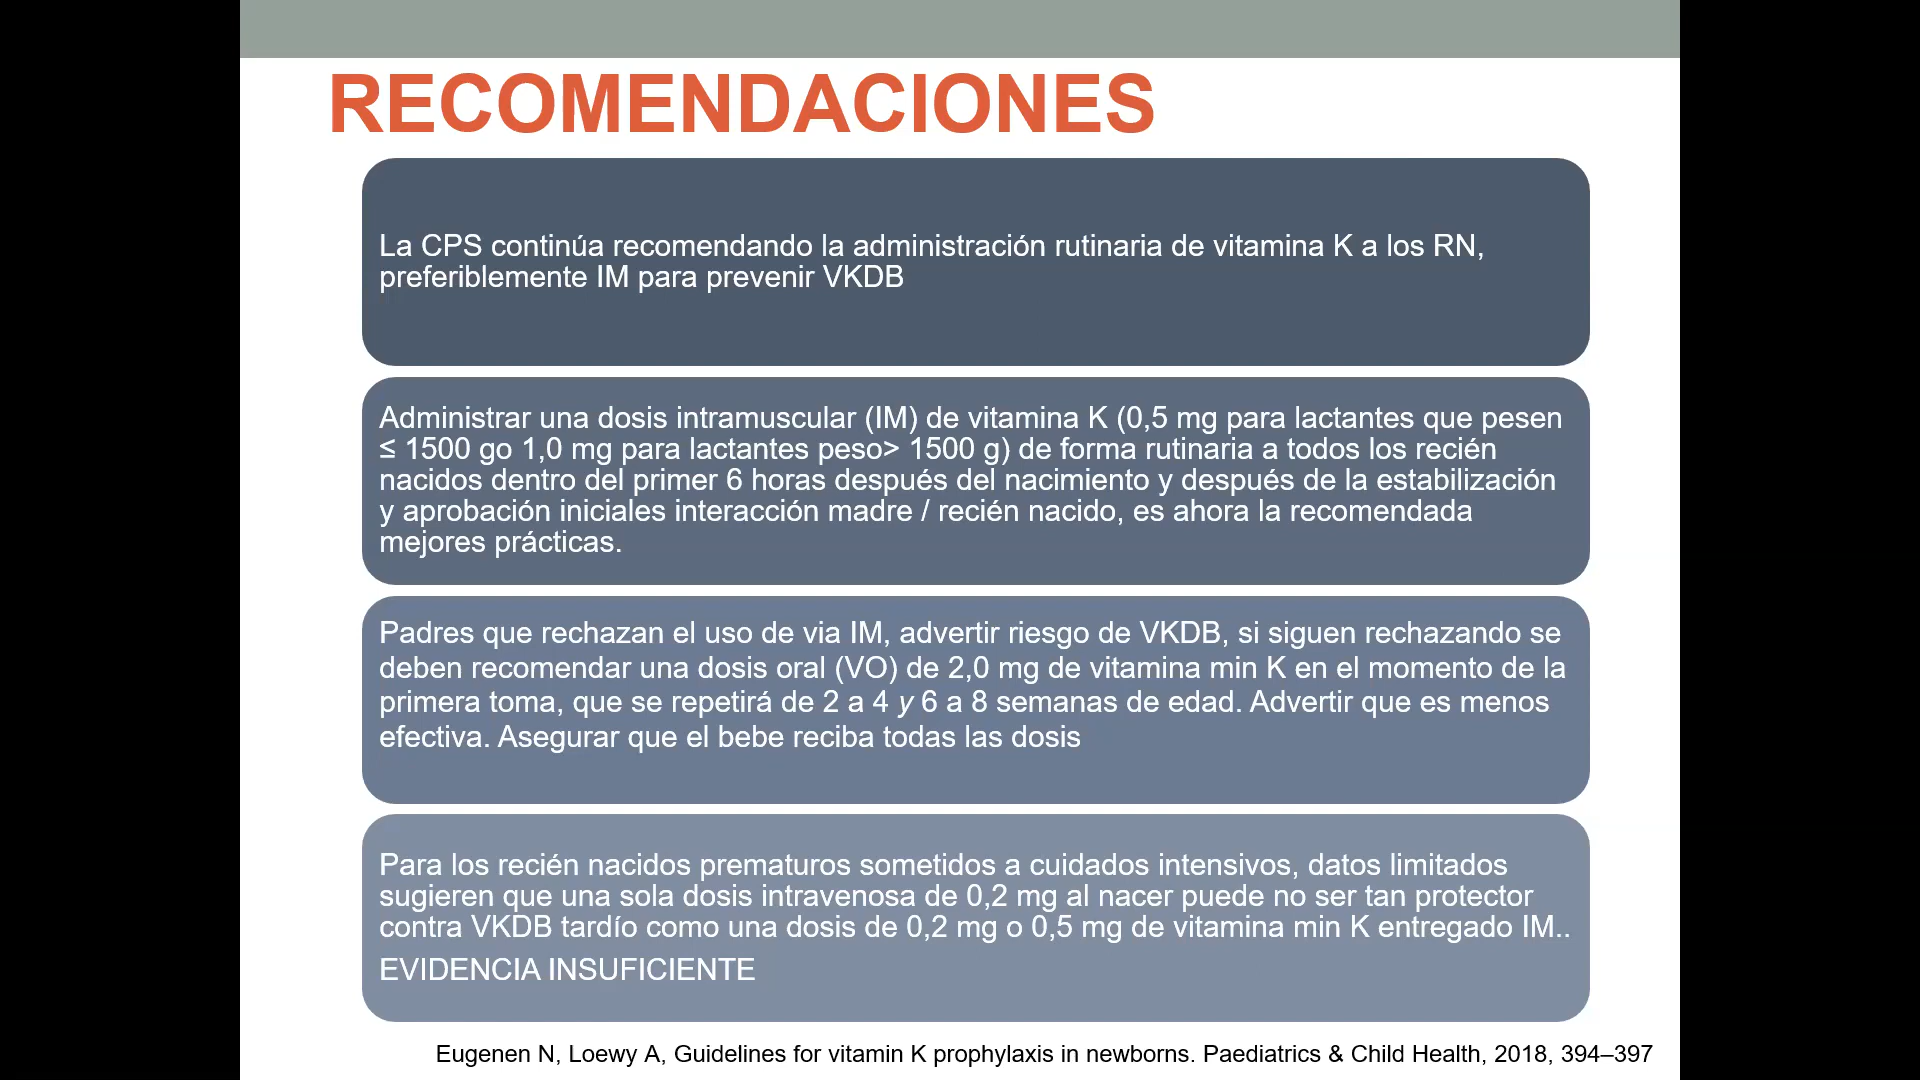 RECOMENDACIONES
La CPS continúa recomendando la administración rutinaria de vitamina K a los RN,
preferiblemente IM para prevenir VKDB
Administrar una dosis intramuscular (IM) de vitamina K (0,5 mg para lactantes que pesen
≤ 1500 go 1,0 mg para lactantes peso> 1500 g) de forma rutinaria a todos los recién
nacidos dentro del primer 6 horas después del nacimiento y después de la estabilización
y aprobación iniciales interacción madre / recién nacido, es ahora la recomendada
mejores prácticas.
Padres que rechazan el uso de via IM, advertir riesgo de VKDB, si siguen rechazando se
deben recomendar una dosis oral (VO) de 2,0 mg de vitamina min K en el momento de la
primera toma, que se repetirá de 2 a 4 y 6 a 8 semanas de edad. Advertir que es menos
efectiva. Asegurar que el bebe reciba todas las dosis
Para los recién nacidos prematuros sometidos a cuidados intensivos, datos limitados
sugieren que una sola dosis intravenosa de 0,2 mg al nacer puede no ser tan protector
contra VKDB tardío como una dosis de 0,2 mg o 0,5 mg de vitamina min K entregado IM..
EVIDENCIA INSUFICIENTE
Eugenen N, Loewy A, Guidelines for vitamin K prophylaxis in newborns. Paediatrics & Child Health, 2018, 394–397